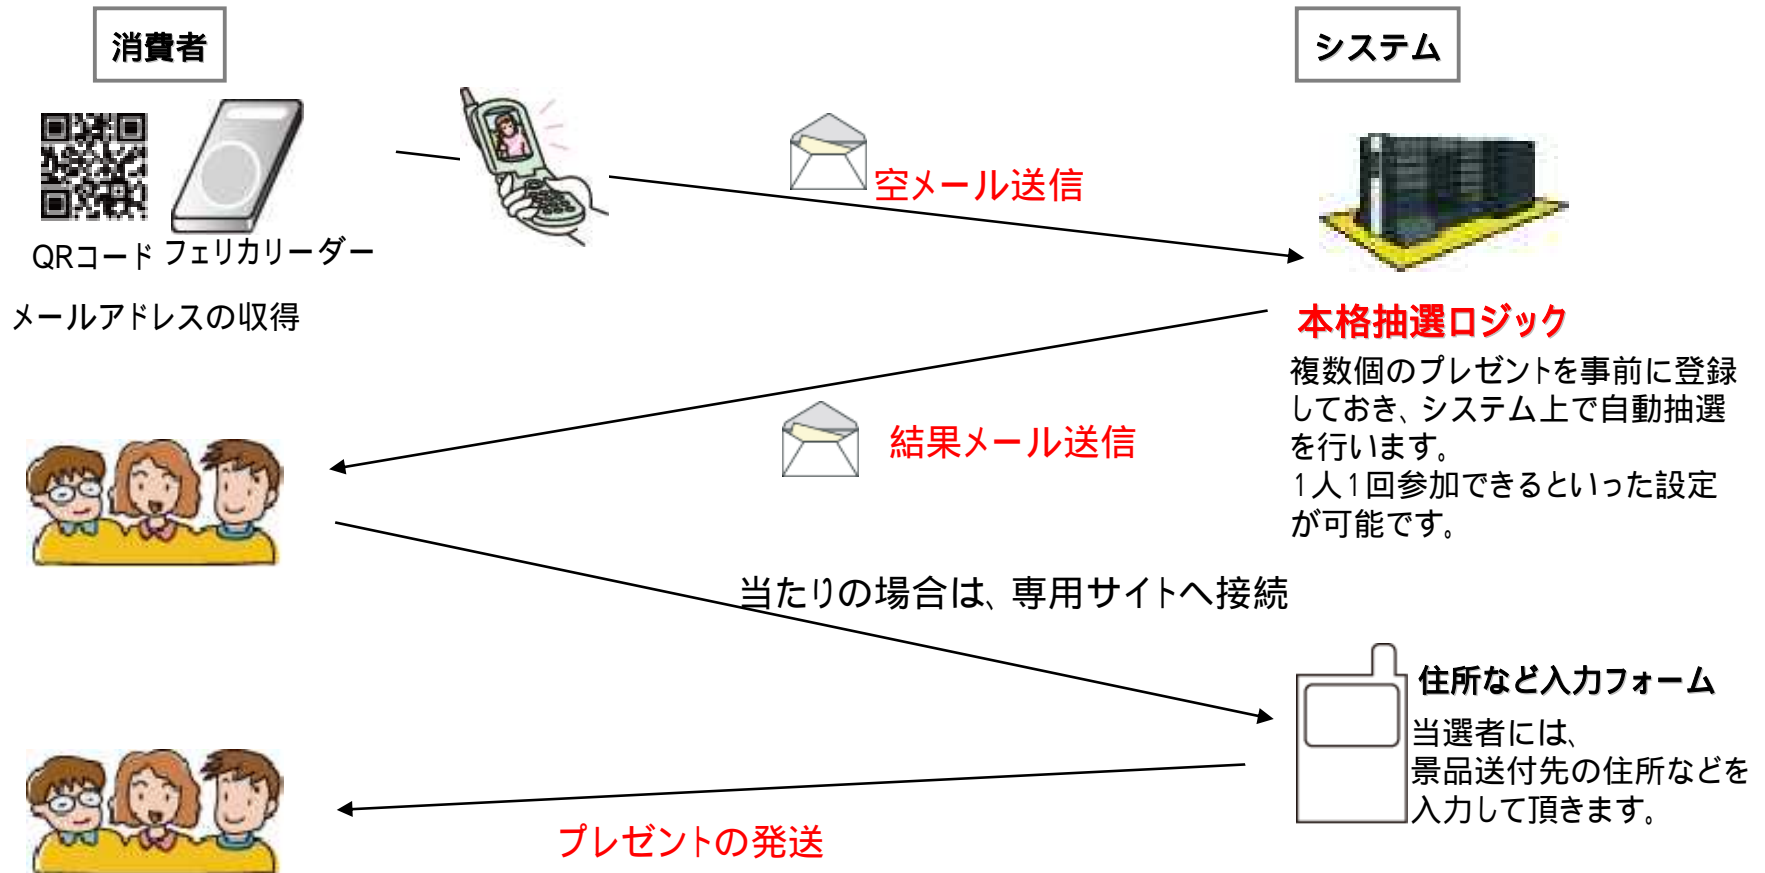 消費者
システム
空メール送信
QRコード フェリカリーダー
メールアドレスの収得
本格抽選ロジック
複数個のプレゼントを事前に登録
しておき、システム上で自動抽選
を行います。
1人1回参加できるといった設定
が可能です。
結果メール送信
当たりの場合は、専用サイトへ接続
住所など入力フォーム
当選者には、
景品送付先の住所などを
入力して頂きます。
プレゼントの発送